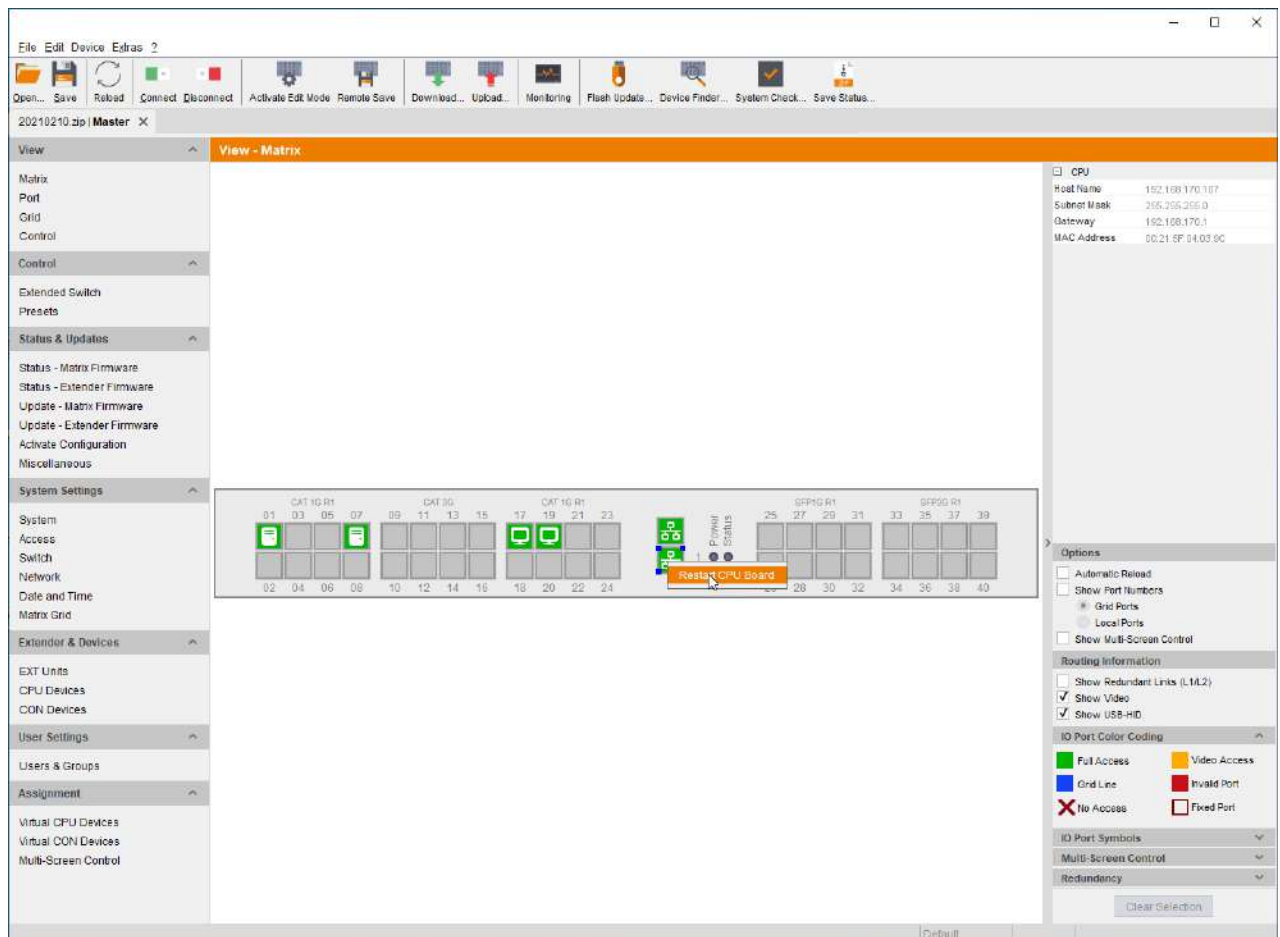 File Edit Device Extras ?
Open... Save Reload Connect Disconnect Activate Edit Mode Remote Save Download... Upload... Monitoring Flash Update... Device Finder... System Check... Save Status...
20210210.zip | Master
View
Matrix
Port
Grid
Control
Control
Extended Switch
Presets
Status & Updates
Status - Matrix Firmware
Status - Extender Firmware
Update - Matrix Firmware
Update - Extender Firmware
Activate Configuration
Miscellaneous
System Settings
System
Access
Switch
Network
Date and Time
Matrix Grid
Extender & Devices
EXT Units
CPU Devices
CON Devices
User Settings
Users & Groups
Assignment
Virtual CPU Devices
Virtual CON Devices
Multi-Screen Control
View - Matrix
CAT 1G R1 CAT 3G CAT 1G R1 SFP1G R1 SFP3G R1
01 03 05 07 09 11 13 15 17 19 21 23 25 27 29 31 33 35 37 39
Power
Status
1
Restart CPU Board
02 04 06 08 10 12 14 16 18 20 22 24 28 30 32 34 36 38 40
CPU
Host Name 192.168.170.107
Subnet Mask 255.255.255.0
Gateway 192.168.170.1
MAC Address
Options
Automatic Reload
Show Port Numbers
Grid Ports
Local Ports
Show Multi-Screen Control
Routing Information
Show Redundant Links (L1/L2)
Show Video
Show USB-HID
IO Port Color Coding
Full Access Video Access
Grid Line Invalid Port
No Access Fixed Port
IO Port Symbols
Multi-Screen Control
Redundancy
Clear Selection
Default